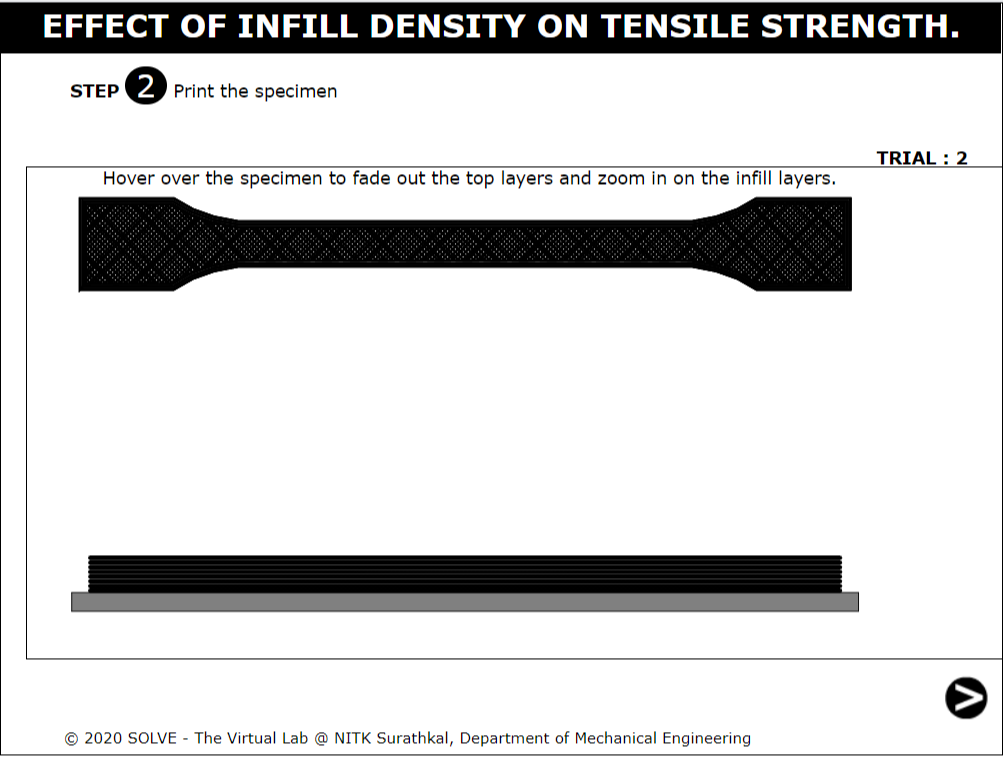 EFFECT OF INFILL DENSITY ON TENSILE STRENGTH.
STEP 2 Print the specimen
TRIAL : 2
Hover over the specimen to fade out the top layers and zoom in on the infill layers.
>
© 2020 SOLVE - The Virtual Lab @ NITK Surathkal, Department of Mechanical Engineering